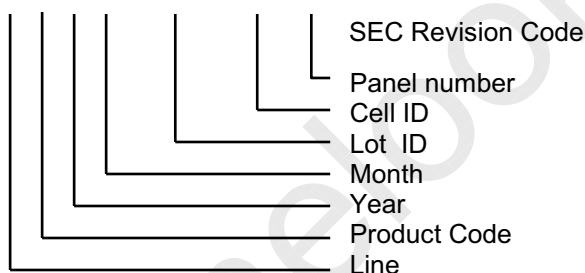 SEC Revision Code
Panel number
Cell ID
Lot ID
Month
Year
Product Code
Line